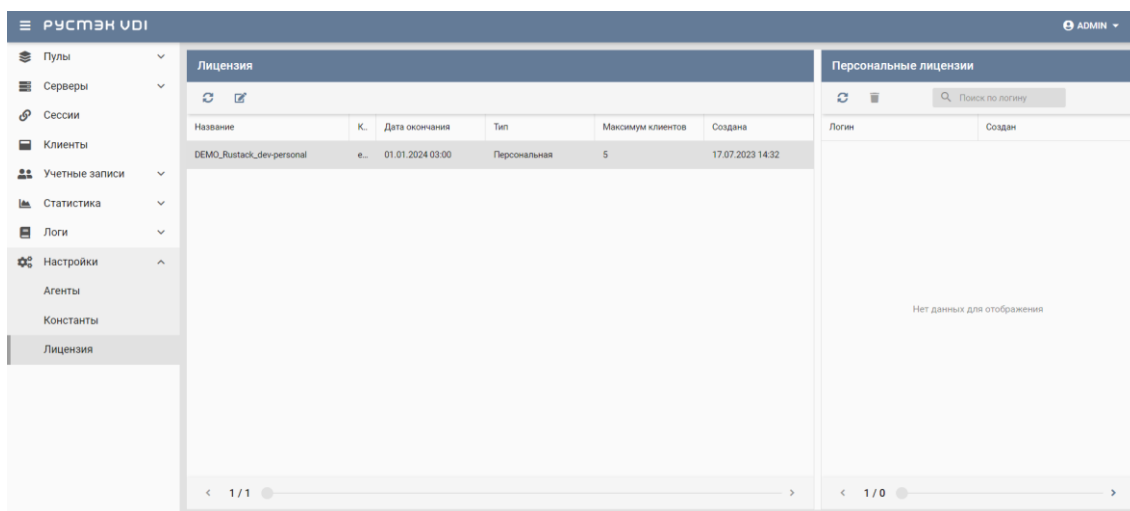 РУСТЭК VDI
ADMIN
Пулы
Серверы
Сессии
Клиенты
Учетные записи
Статистика
Логи
Настройки
Агенты
Константы
Лицензия
Лицензия
Название К.. Дата окончания Тип Максимум клиентов Создана
DEMO_Rustack_dev-personal е... 01.01.2024 03:00 Персональная 5 17.07.2023 14:32
1 / 1
Персональные лицензии
Поиск по логину
Логин Создан
Нет данных для отображения
1 / 0